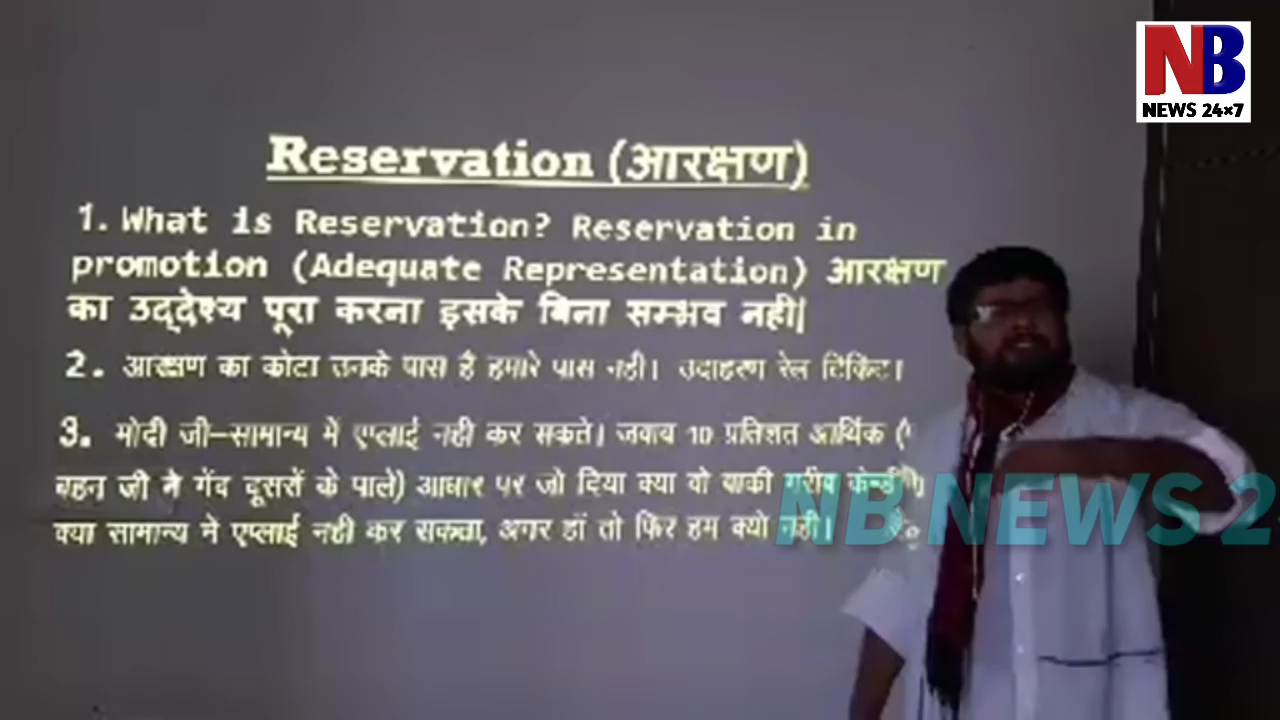 NB
NEWS 24×7
Reservation (आरक्षण)
1. What is Reservation? Reservation in
promotion (Adequate Representation) आरक्षण
का उद्देश्य पूरा करना इसके बिना सम्भव नही|
2. आरक्षण का कोटा उनके पास है हमारे पास नही। उदाहरण रेल टिकिट।
3. मोदी जी–सामान्य में एप्लाई नही कर सकते। जवाब 10 प्रतिशत आर्थिक (
बहन जी ने गेंद दूसरों के पाले) आधार पर जो दिया क्या वो बाकी गरीब
क्या सामान्य ने एप्लाई नही कर सकता, अगर हॉ तो फिर हम क्यो नही।
NB NEWS 2